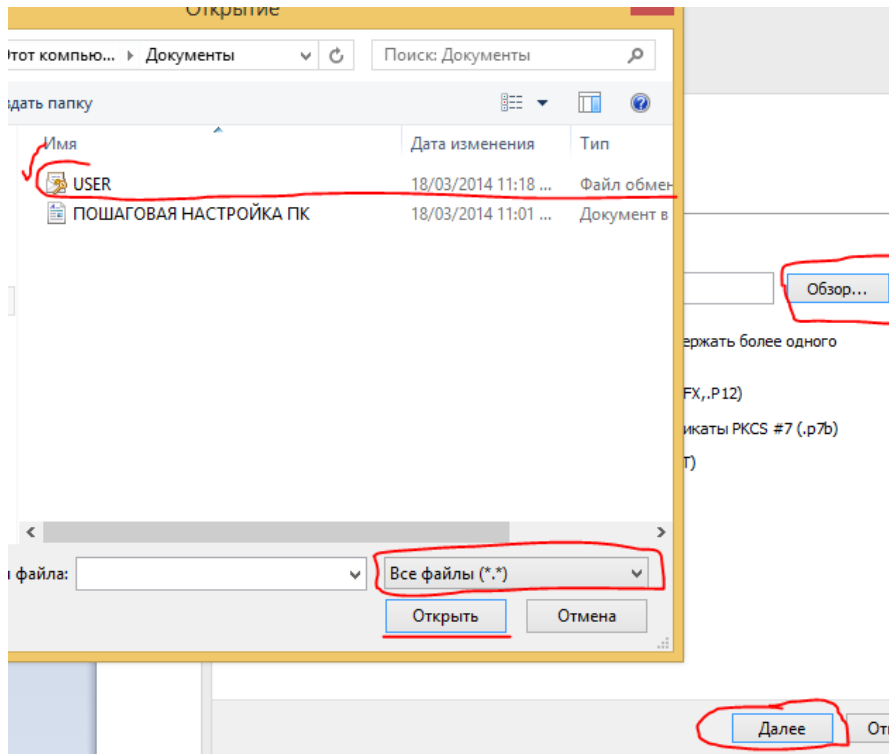 Открытие
Этот компью... Документы
Поиск: Документы
здать папку
Имя
Дата изменения
Тип
USER
18/03/2014 11:18 ...
Файл обмен
ПОШАГОВАЯ НАСТРОЙКА ПК
18/03/2014 11:01 ...
Документ в
Обзор...
ержать более одного
FX,.P12)
икаты PKCS #7 (.p7b)
T)
файла:
Все файлы (*.*)
Открыть
Отмена
Далее
От